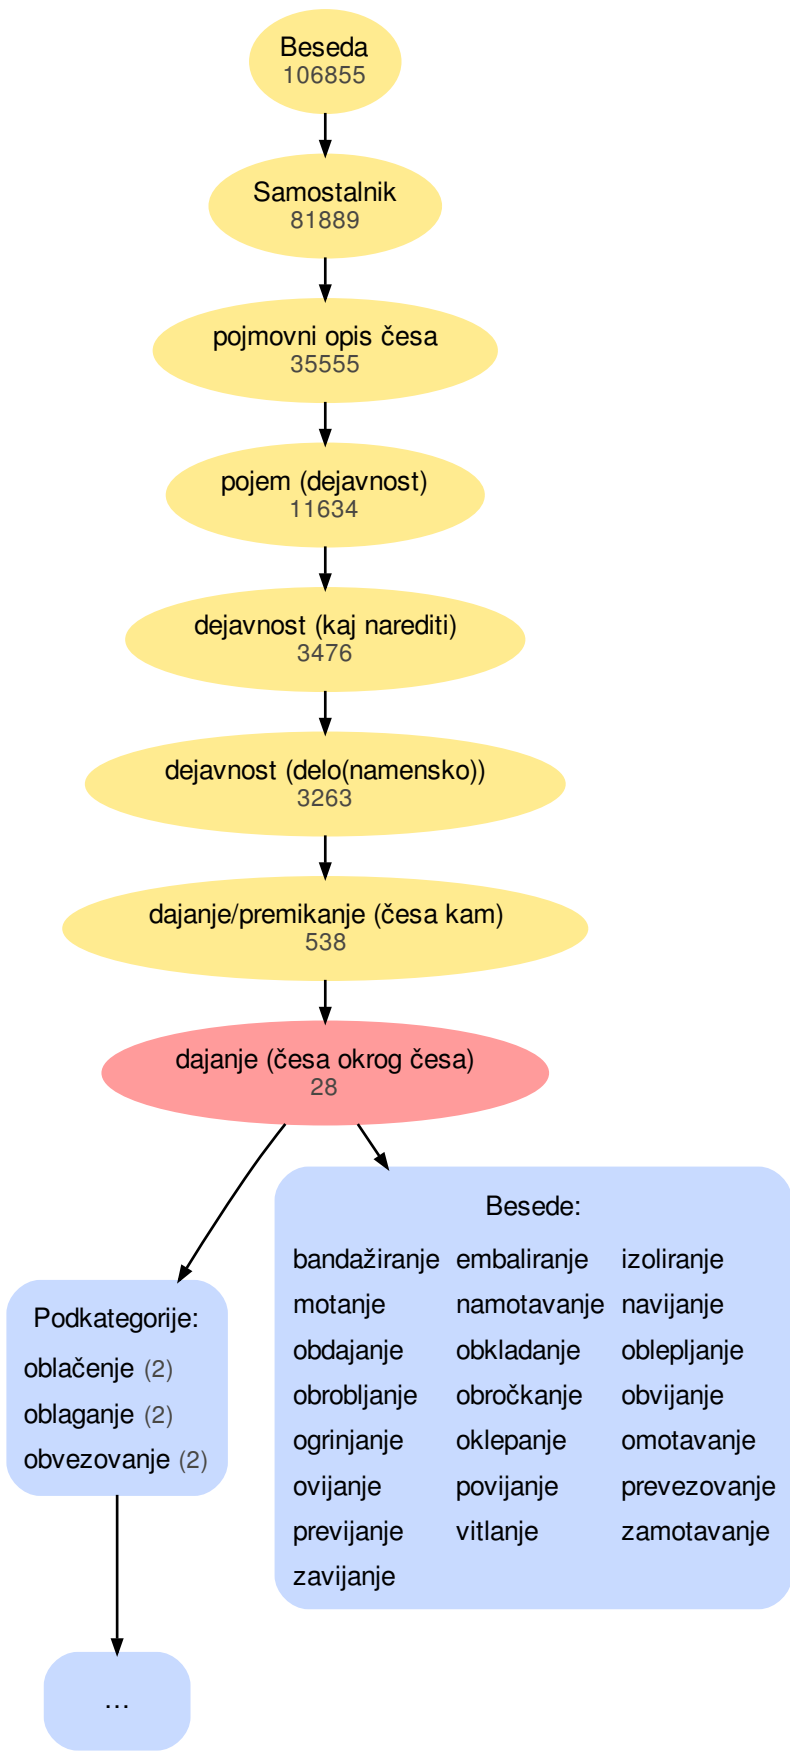 Beseda
106855
Samostalnik
81889
pojmovni opis česa
35555
pojem (dejavnost)
11634
dejavnost (kaj narediti)
3476
dejavnost (delo(namensko))
3263
dajanje/premikanje (česa kam)
538
dajanje (česa okrog česa)
28
Podkategorije:
oblačenje (2)
oblaganje (2)
obvezovanje (2)
...
Besede:
bandažiranje embaliranje izoliranje
motanje namotavanje navijanje
obdajanje obkladanje oblepljanje
obrobljanje obročkanje obvijanje
ogrinjanje oklepanje omotavanje
ovijanje povijanje prevezovanje
previjanje vitlanje zamotavanje
zavijanje